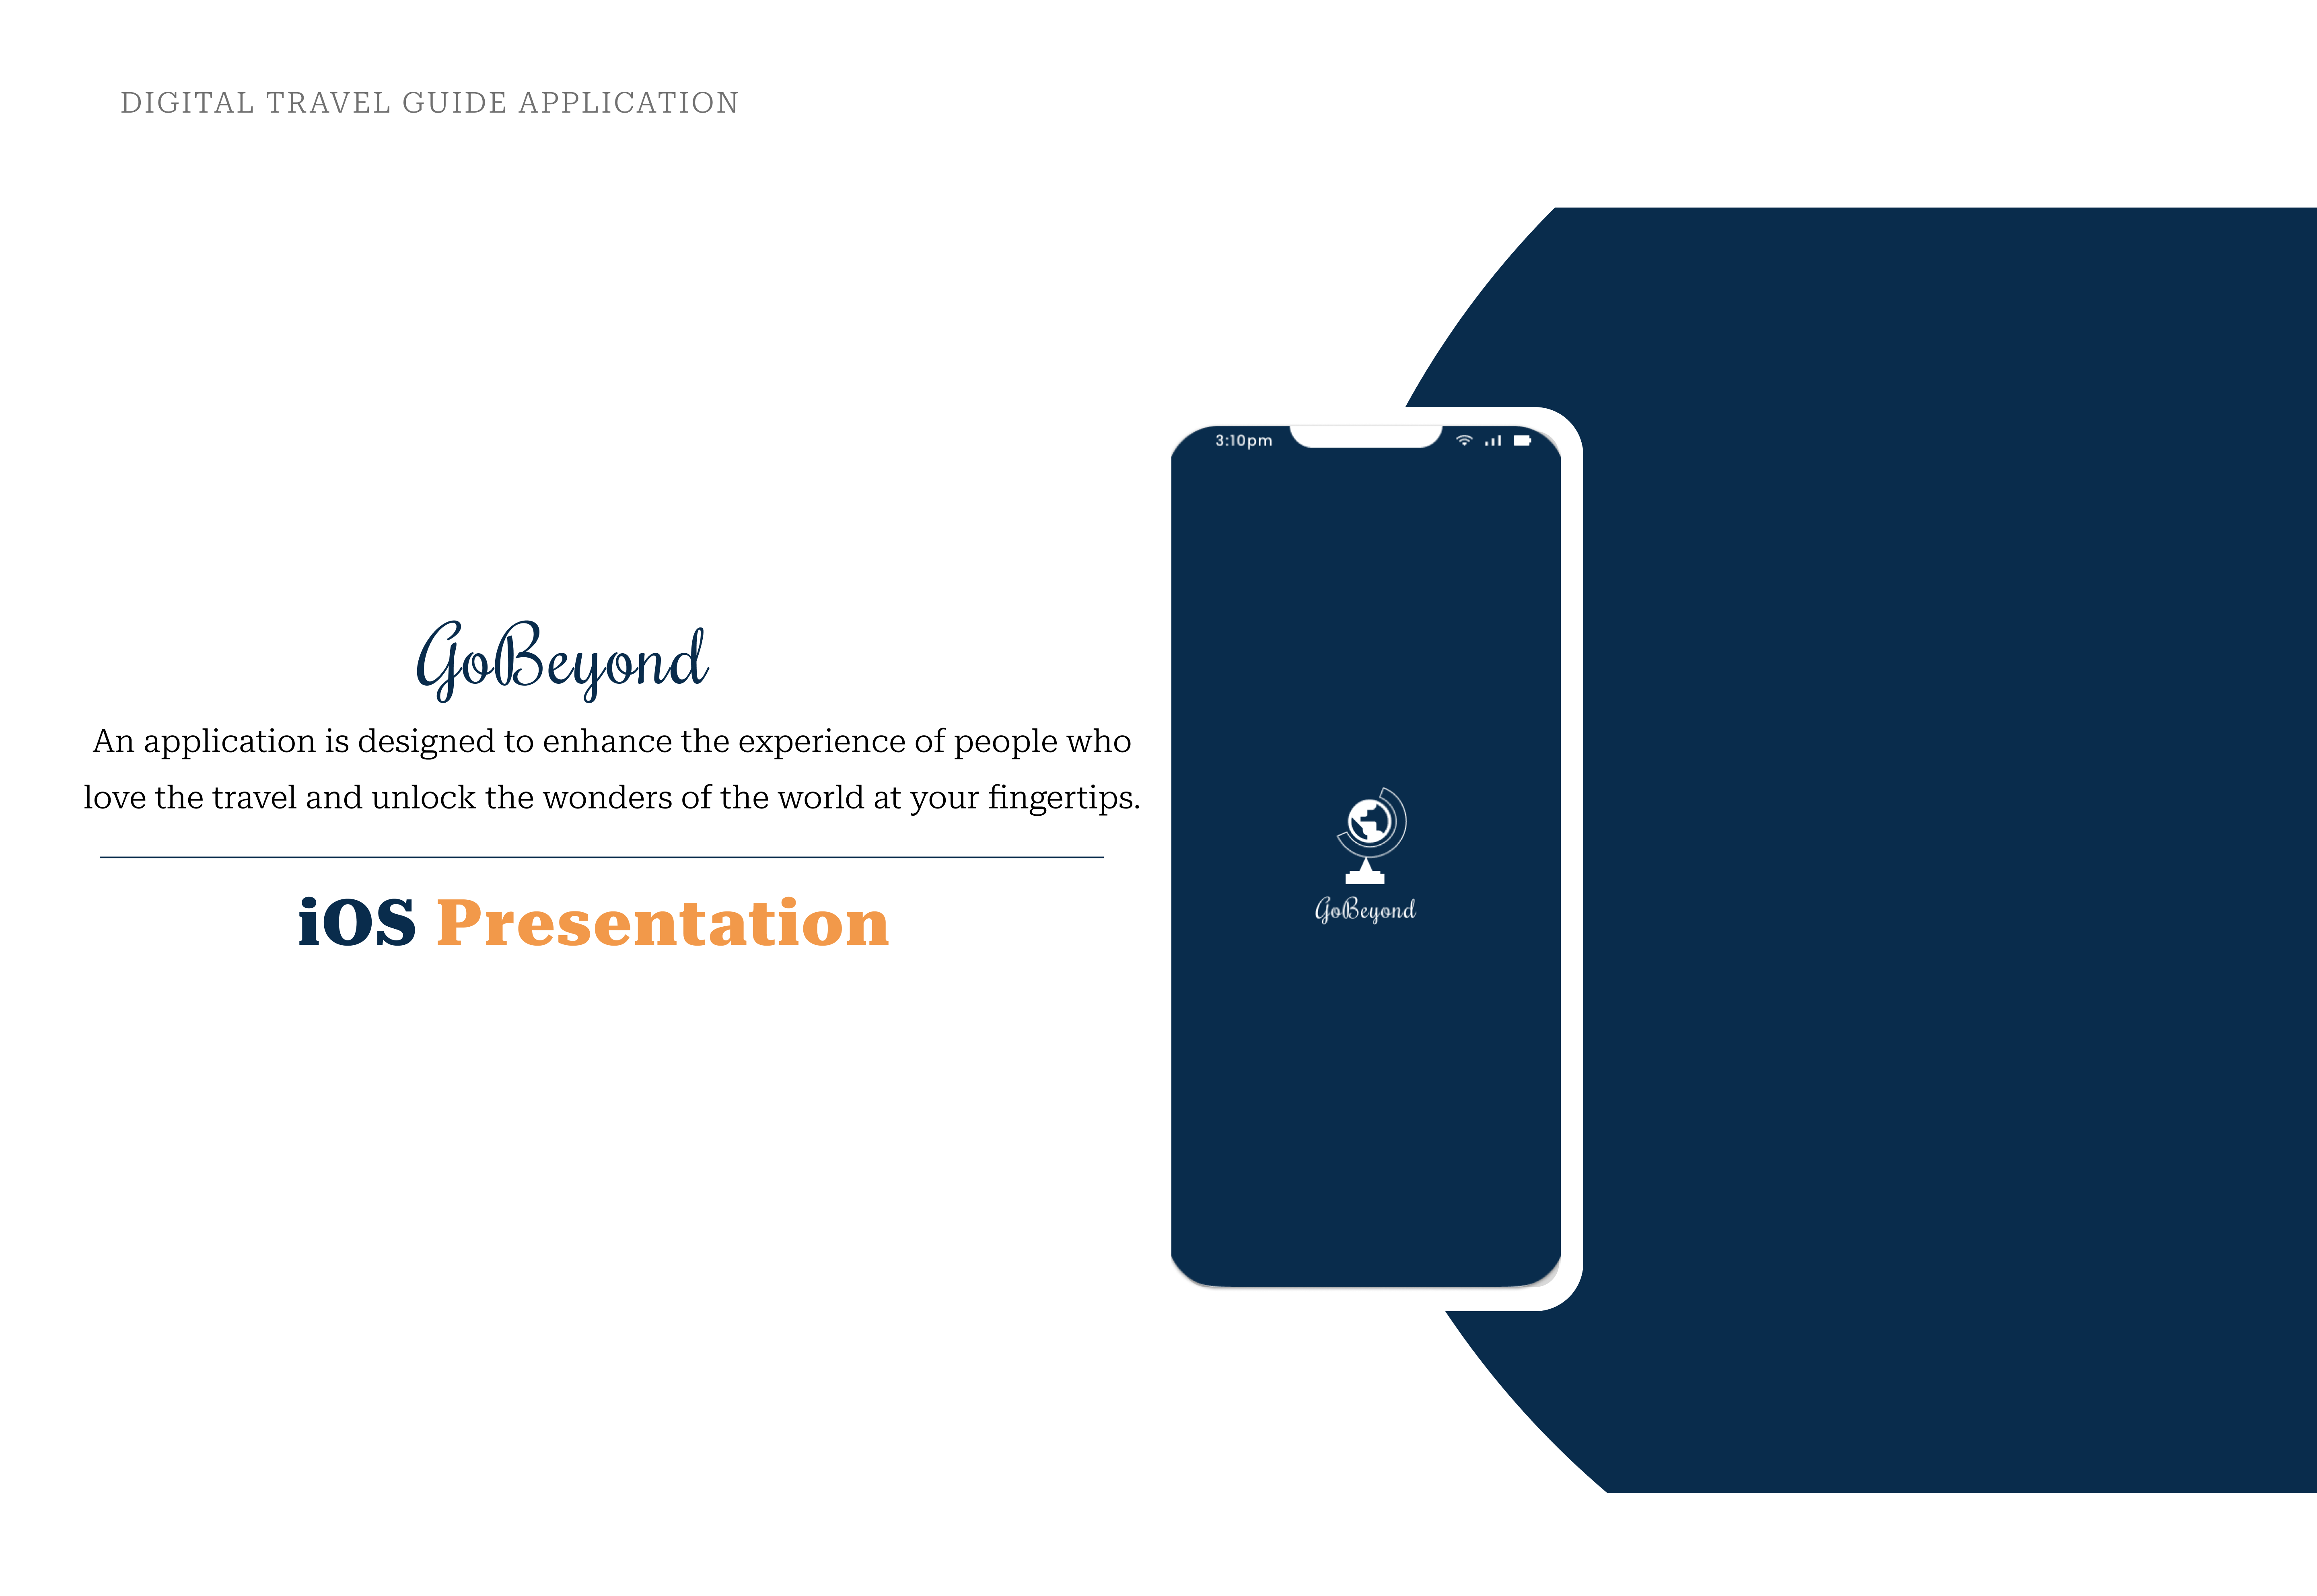 DIGITAL TRAVEL GUIDE APPLICATION
3:10pm
GoBeyond
An application is designed to enhance the experience of people who
love the travel and unlock the wonders of the world at your fingertips.
iOS Presentation
GoBeyond